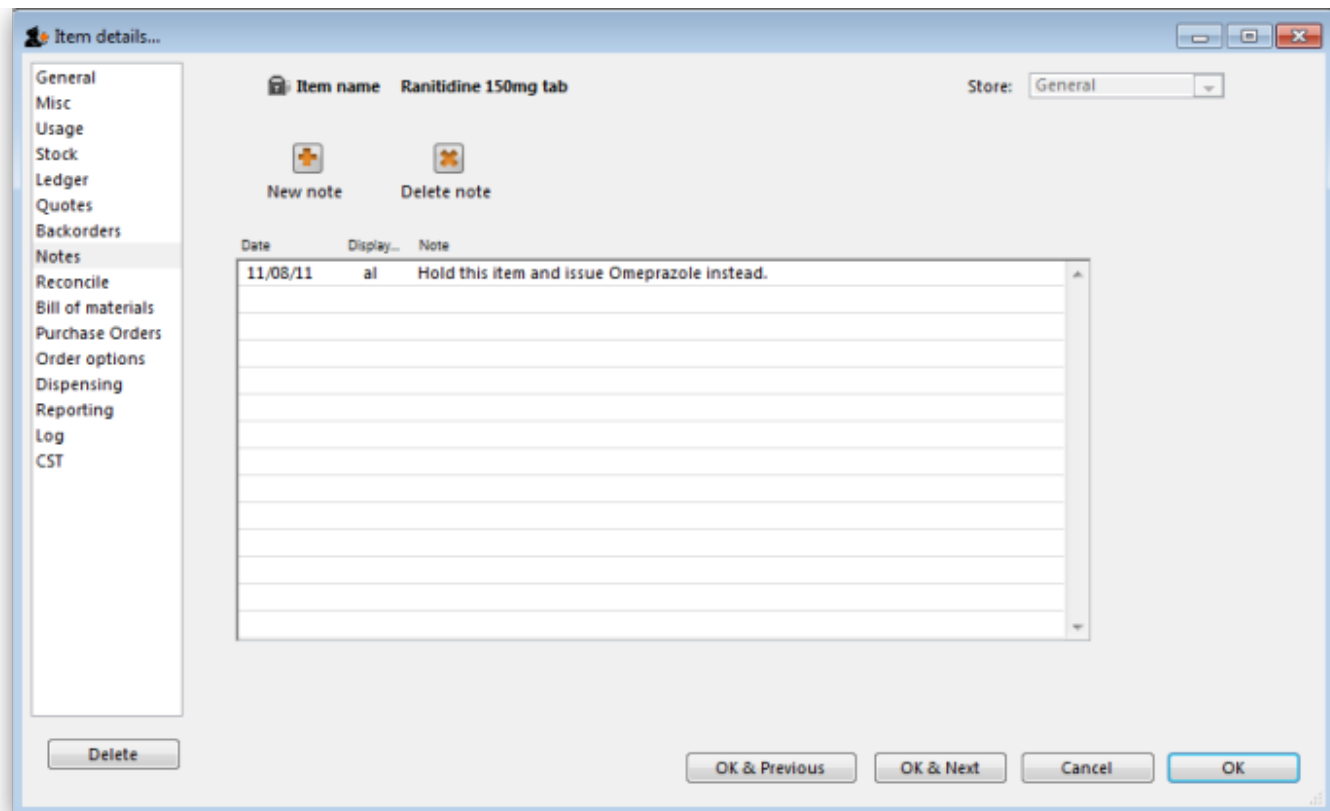 Item details...
General
Misc
Usage
Stock
Ledger
Quotes
Backorders
Notes
Reconcile
Bill of materials
Purchase Orders
Order options
Dispensing
Reporting
Log
CST
Delete
Item name Ranitidine 150mg tab
Store: General
New note Delete note
Date Display... Note
11/08/11 al Hold this item and issue Omeprazole instead.
OK & Previous OK & Next Cancel OK